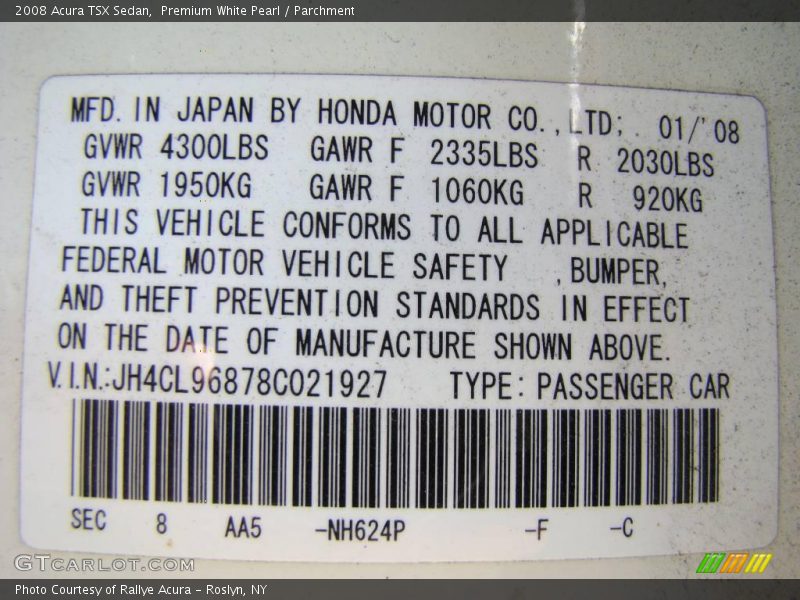 2008 Acura TSX Sedan,  Premium White Pearl / Parchment
MFD. IN JAPAN BY HONDA MOTOR CO.,LTD; 01/'08
GVWR 4300LBS GAWR F 2335LBS R 2030LBS
GVWR 1950KG GAWR F 1060KG R 920KG
THIS VEHICLE CONFORMS TO ALL APPLICABLE
FEDERAL MOTOR VEHICLE SAFETY ,BUMPER,
AND THEFT PREVENTION STANDARDS IN EFFECT
ON THE DATE OF MANUFACTURE SHOWN ABOVE.
V.I.N.:JH4CL96878C021927 TYPE: PASSENGER CAR
SEC 8 AA5 -NH624P -F -C
GTCARLOT.COM
Photo Courtesy of Rallye Acura – Roslyn, NY